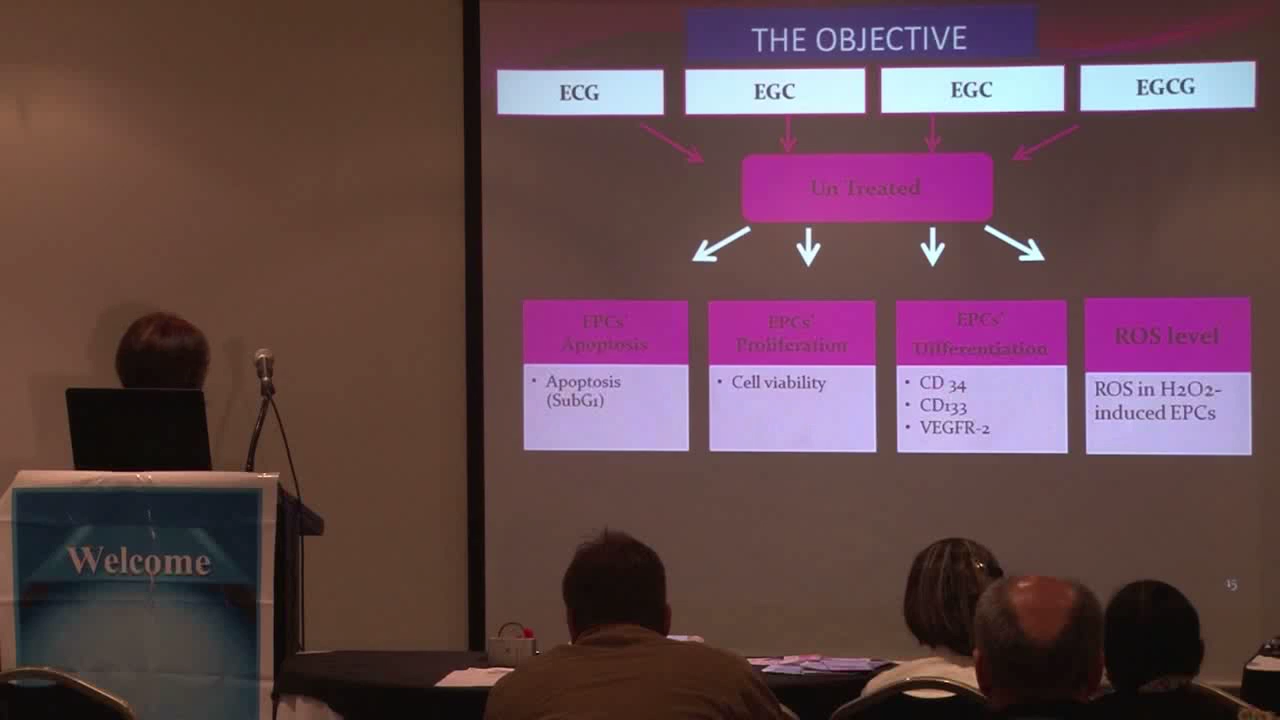 THE OBJECTIVE
ECG
EGC
EGC
EGCG
Un Treated
EPCs'
Apoptosis
• Apoptosis
(SubG1)
EPCs'
Proliferation
• Cell viability
EPCs'
Differentiation
• CD 34
• CD133
• VEGFR-2
ROS level
ROS in H2O2-
induced EPCs
15
Welcome